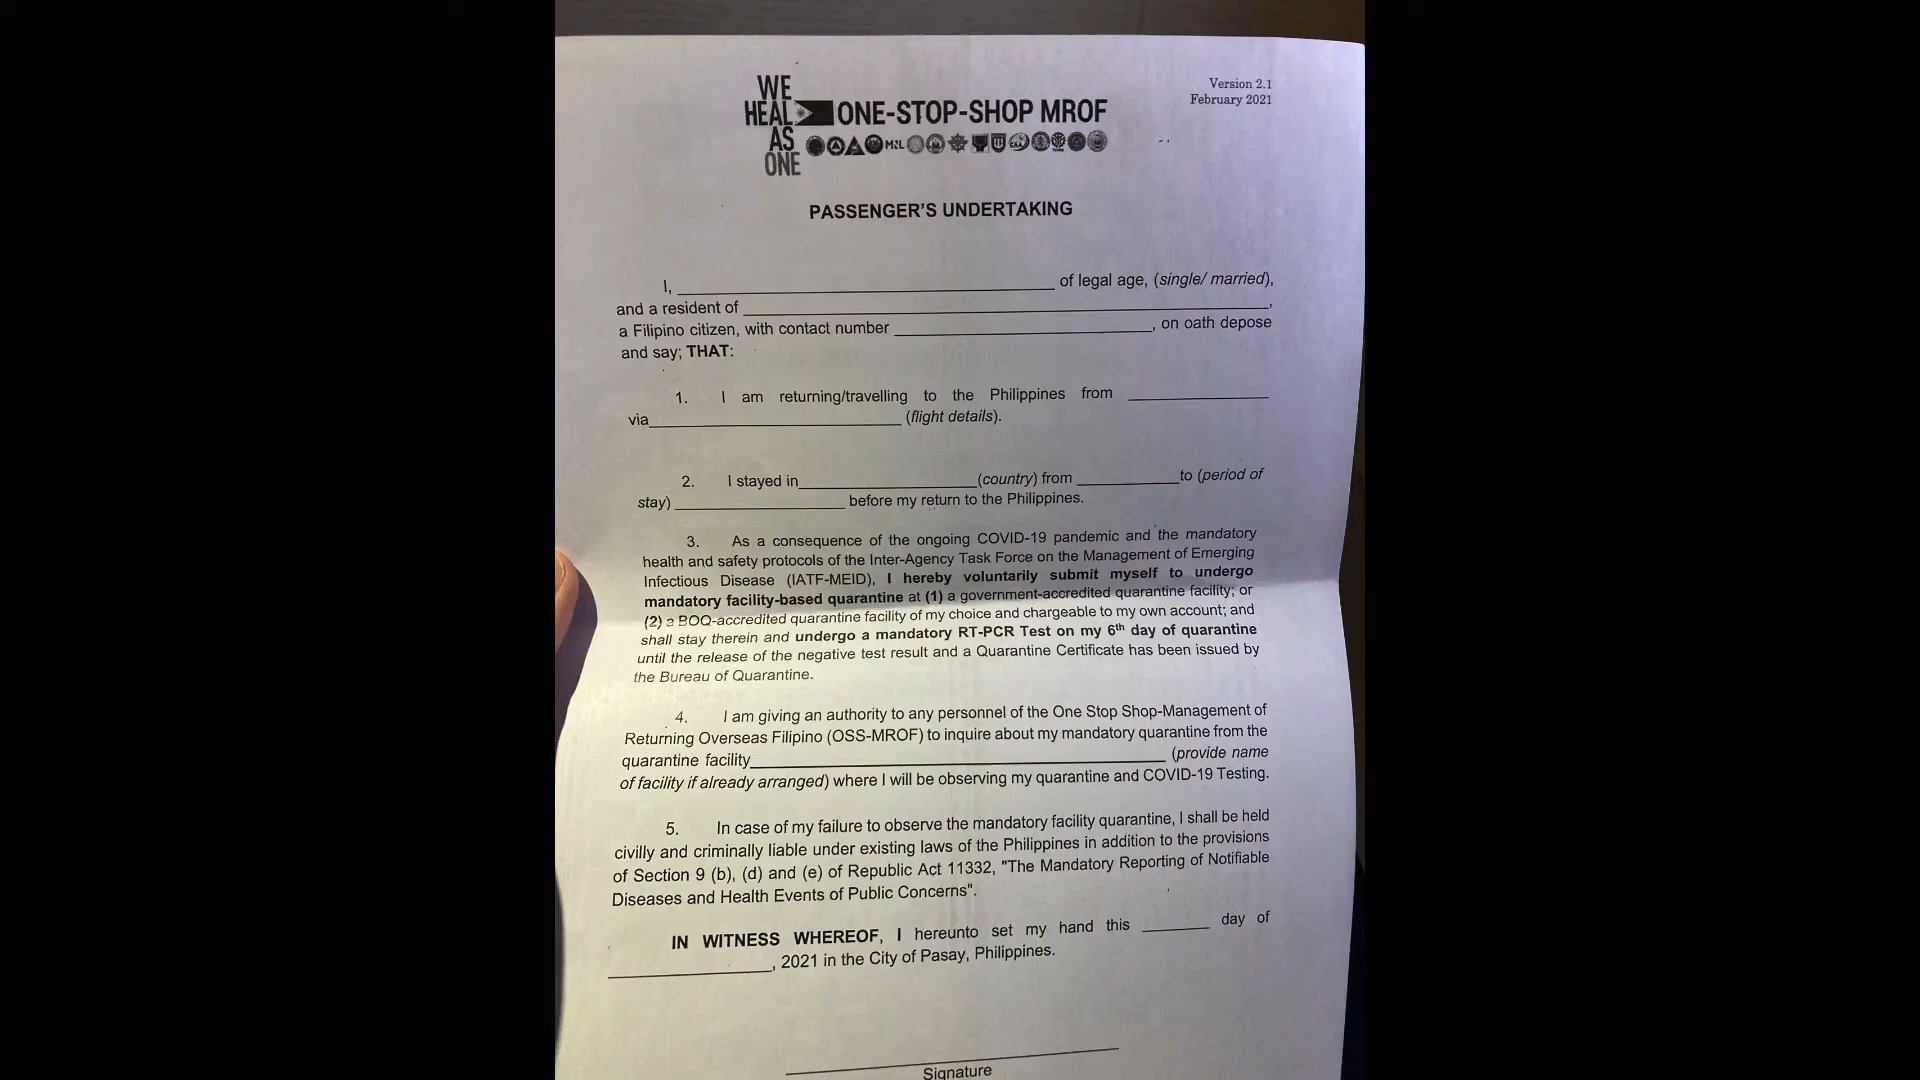 WE
HEAL
AS
ONE
ONE-STOP-SHOP MROF
Version 2.1
February 2021
MNL
PASSENGER'S UNDERTAKING
I, ____________________ of legal age, (single/ married),
and a resident of ____________________,
a Filipino citizen, with contact number ____________________, on oath depose
and say; THAT:
1. I am returning/travelling to the Philippines from ____________________
via____________________ (flight details).
2. I stayed in____________________(country) from ____________________to (period of
stay) ____________________ before my return to the Philippines.
3. As a consequence of the ongoing COVID-19 pandemic and the mandatory
health and safety protocols of the Inter-Agency Task Force on the Management of Emerging
Infectious Disease (IATF-MEID), I hereby voluntarily submit myself to undergo
mandatory facility-based quarantine at (1) a government-accredited quarantine facility; or
(2) a BOQ-accredited quarantine facility of my choice and chargeable to my own account; and
shall stay therein and undergo a mandatory RT-PCR Test on my 6th day of quarantine
until the release of the negative test result and a Quarantine Certificate has been issued by
the Bureau of Quarantine.
4. I am giving an authority to any personnel of the One Stop Shop-Management of
Returning Overseas Filipino (OSS-MROF) to inquire about my mandatory quarantine from the
quarantine facility____________________ (provide name
of facility if already arranged) where I will be observing my quarantine and COVID-19 Testing.
5. In case of my failure to observe the mandatory facility quarantine, I shall be held
civilly and criminally liable under existing laws of the Philippines in addition to the provisions
of Section 9 (b), (d) and (e) of Republic Act 11332, "The Mandatory Reporting of Notifiable
Diseases and Health Events of Public Concerns".
IN WITNESS WHEREOF, I hereunto set my hand this ________ day of
____________________, 2021 in the City of Pasay, Philippines.
Signature